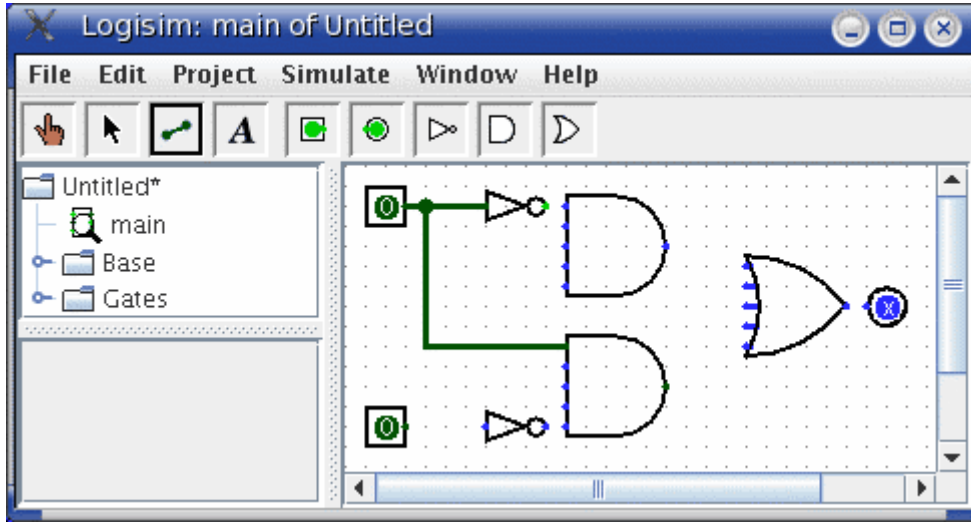 Logisim: main of Untitled
File Edit Project Simulate Window Help
A
Untitled*
main
Base
Gates
0
x
0